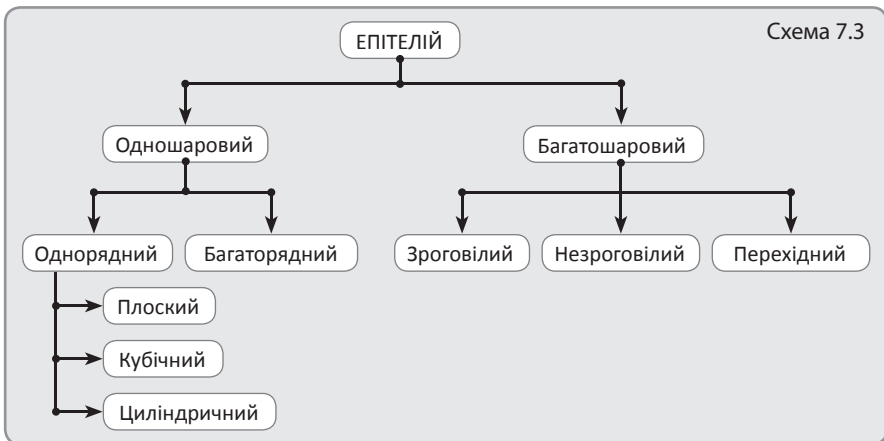 Схема 7.3
ЕПІТЕЛІЙ
Одношаровий
Багатошаровий
Однорядний
Багаторядний
Зроговілий
Незроговілий
Перехідний
Плоский
Кубічний
Циліндричний